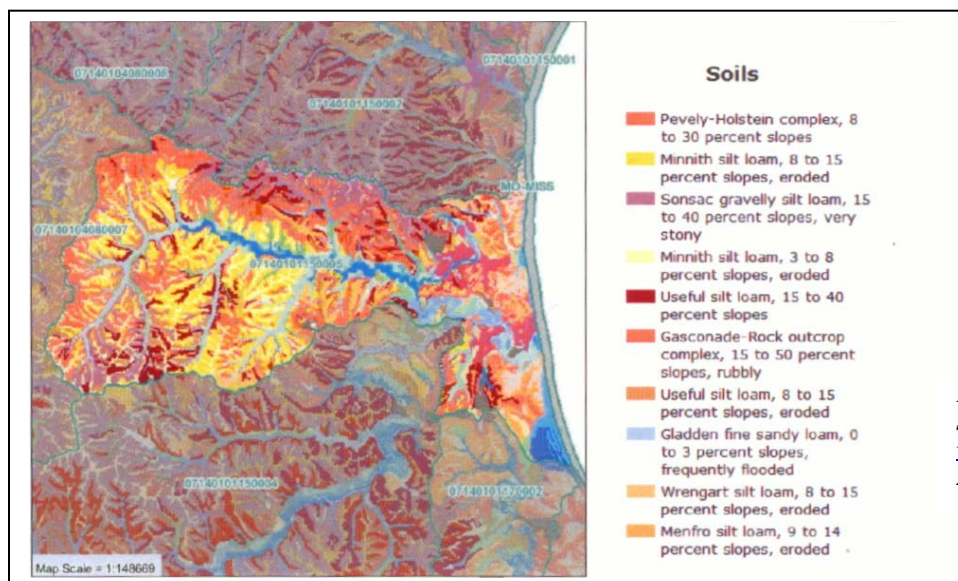 07140101150001
07140104080008
07140101150002
MO-MISS
07140104080007
07140101150005
07140101150004
07140101170002
Map Scale = 1:148669
Soils
Pevely-Holstein complex, 8
to 30 percent slopes
Minnith silt loam, 8 to 15
percent slopes, eroded
Sonsac gravelly silt loam, 15
to 40 percent slopes, very
stony
Minnith silt loam, 3 to 8
percent slopes, eroded
Useful silt loam, 15 to 40
percent slopes
Gasconade-Rock outcrop
complex, 15 to 50 percent
slopes, rubbly
Useful silt loam, 8 to 15
percent slopes, eroded
Gladden fine sandy loam, 0
to 3 percent slopes,
frequently flooded
Wrengart silt loam, 8 to 15
percent slopes, eroded
Menfro silt loam, 9 to 14
percent slopes, eroded